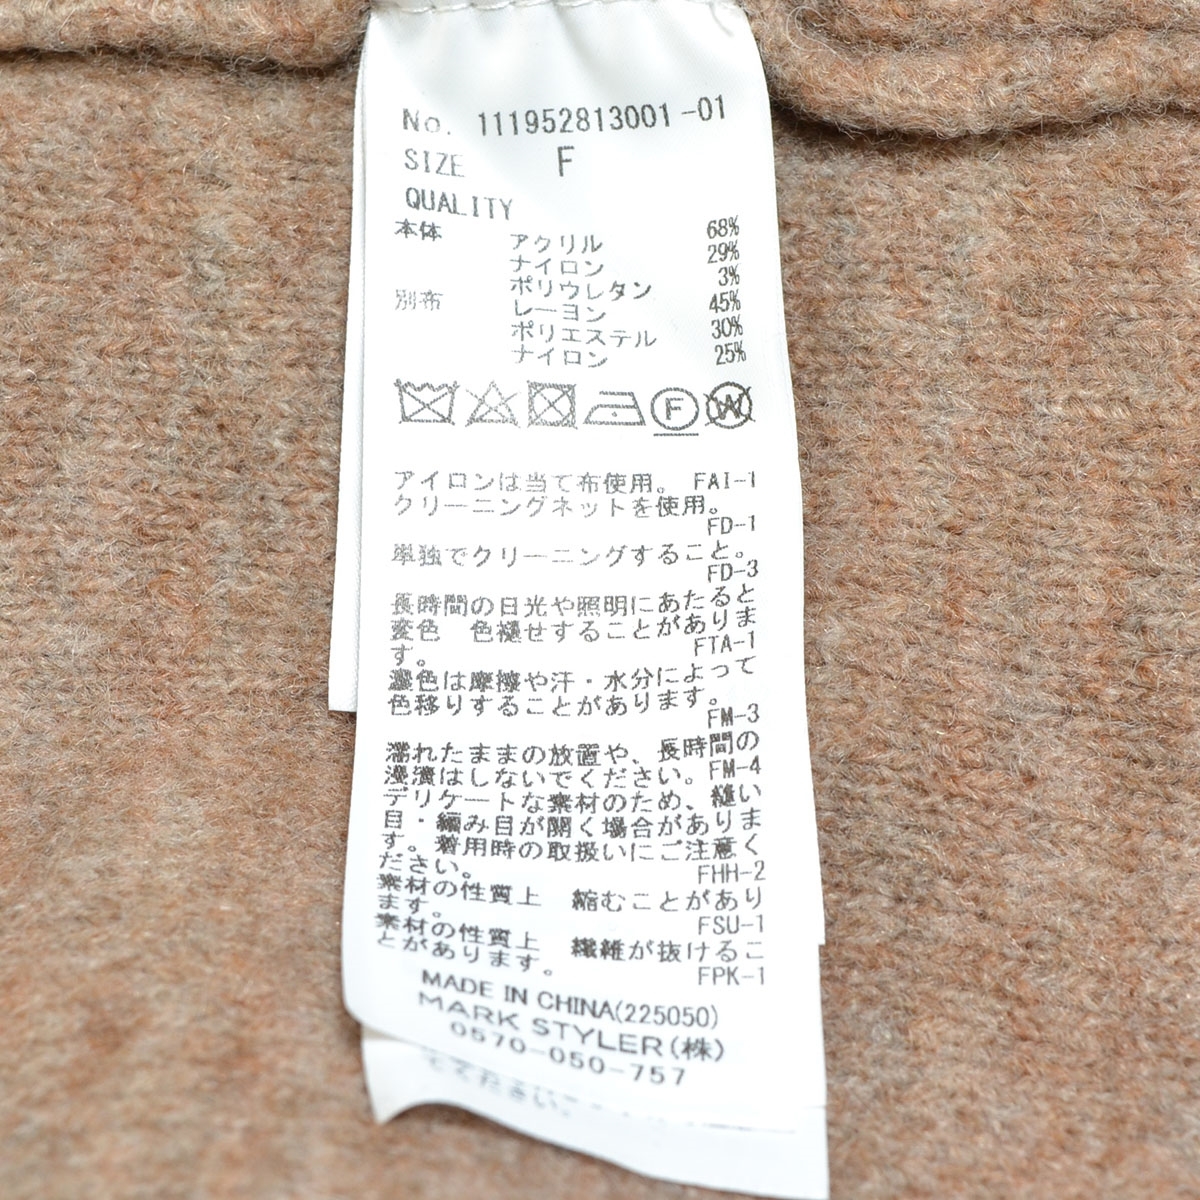 No. 111952813001-01
SIZE F
QUALITY
本体 アクリル 68%
ナイロン 29%
ポリウレタン 3%
別布 レーヨン 45%
ポリエステル 30%
ナイロン 25%
F W
アイロンは当て布使用。 FAI-1
クリーニングネットを使用。
FD-1
単独でクリーニングすること。
FD-3
長時間の日光や照明にあたると
変色 色褪せすることがありま
す。 FTA-1
濃色は摩擦や汗・水分によって
色移りすることがあります。
FM-3
濡れたままの放置や、長時間の
浸漬はしないでください。 FM-4
デリケートな素材のため、縫い
目・編み目が開く場合がありま
す。着用時の取扱いにご注意く
ださい。 FHH-2
素材の性質上 縮むことがあり
ます。 FSU-1
素材の性質上 繊維が抜けるこ
とがあります。 FPK-1
MADE IN CHINA(225050)
MARK STYLER(株)
0570-050-757
てください。